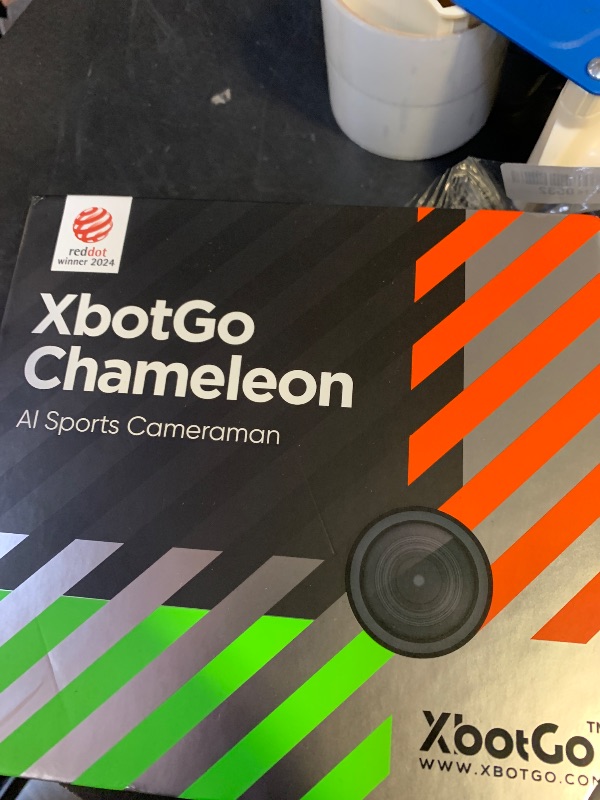 reddot
winner 2024
XbotGo
Chameleon
AI Sports Cameraman
XbotGo
WWW.XBOTGO.COM